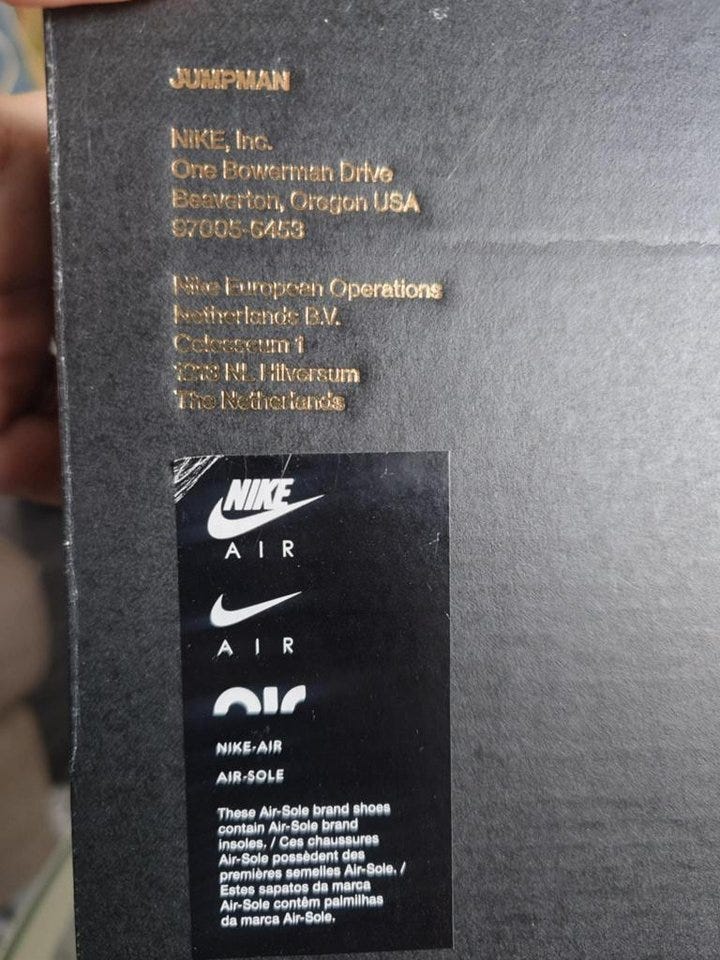 JUMPMAN
NIKE, Inc.
One Bowerman Drive
Beaverton, Oregon USA
97005-6453
Nike European Operations
Netherlands B.V.
Colosseum 1
1213 NL Hilversum
The Netherlands
NIKE
AIR
AIR
air
NIKE-AIR
AIR-SOLE
These Air-Sole brand shoes
contain Air-Sole brand
insoles. / Ces chaussures
Air-Sole possèdent des
premières semelles Air-Sole. /
Estes sapatos da marca
Air-Sole contêm palmilhas
da marca Air-Sole.